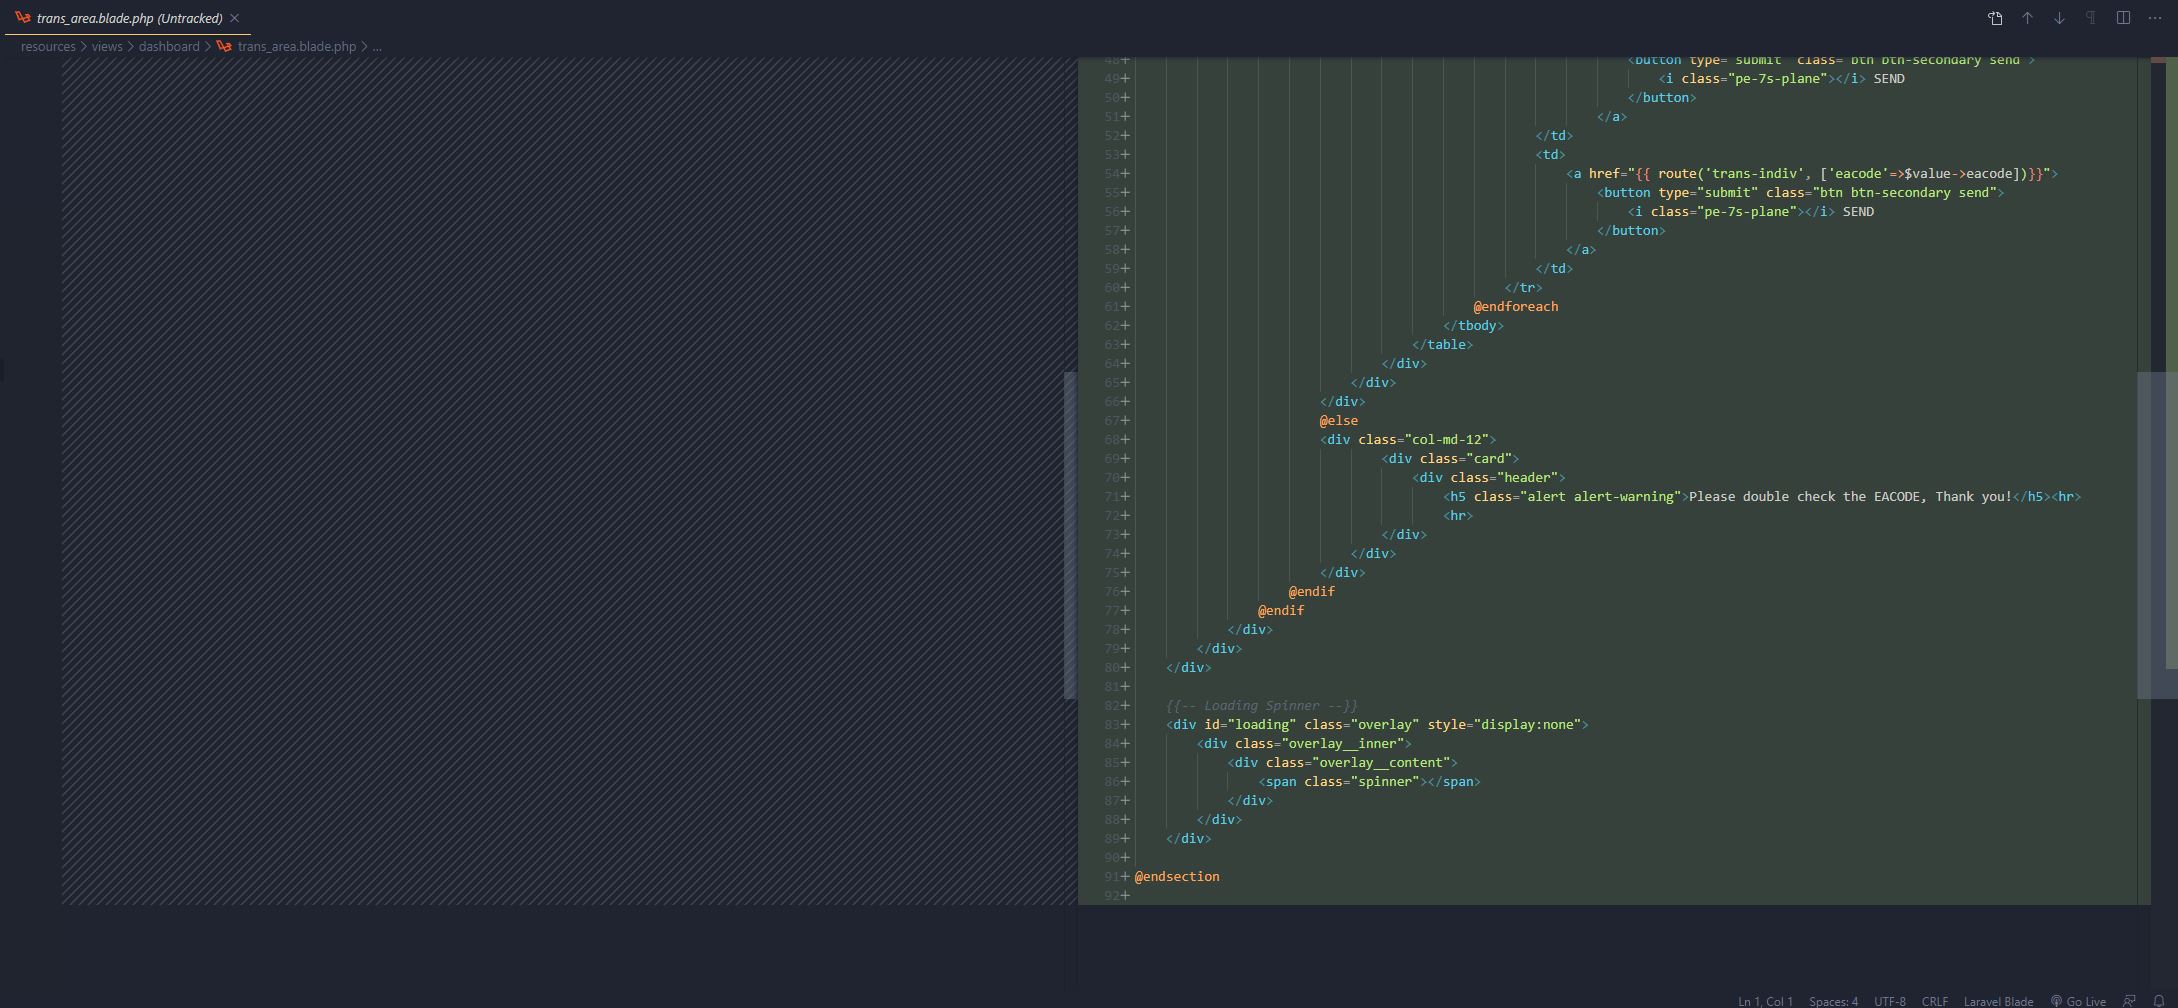 trans_area.blade.php (Untracked)
resources > views > dashboard > trans_area.blade.php > ...
48+ <button type="submit" class="btn btn-secondary send">
49+ <i class="pe-7s-plane"></i> SEND
50+ </button>
51+ </a>
52+ </td>
53+ <td>
54+ <a href="{{ route('trans-indiv', ['eacode'=>$value->eacode])}}">
55+ <button type="submit" class="btn btn-secondary send">
56+ <i class="pe-7s-plane"></i> SEND
57+ </button>
58+ </a>
59+ </td>
60+ </tr>
61+ @endforeach
62+ </tbody>
63+ </table>
64+ </div>
65+ </div>
66+ </div>
67+ @else
68+ <div class="col-md-12">
69+ <div class="card">
70+ <div class="header">
71+ <h5 class="alert alert-warning">Please double check the EACODE, Thank you!</h5><hr>
72+ <hr>
73+ </div>
74+ </div>
75+ </div>
76+ @endif
77+ @endif
78+ </div>
79+ </div>
80+ </div>
81+
82+ {{-- Loading Spinner --}}
83+ <div id="loading" class="overlay" style="display:none">
84+ <div class="overlay__inner">
85+ <div class="overlay__content">
86+ <span class="spinner"></span>
87+ </div>
88+ </div>
89+ </div>
90+
91+ @endsection
92+
Ln 1, Col 1 Spaces: 4 UTF-8 CRLF Laravel Blade Go Live